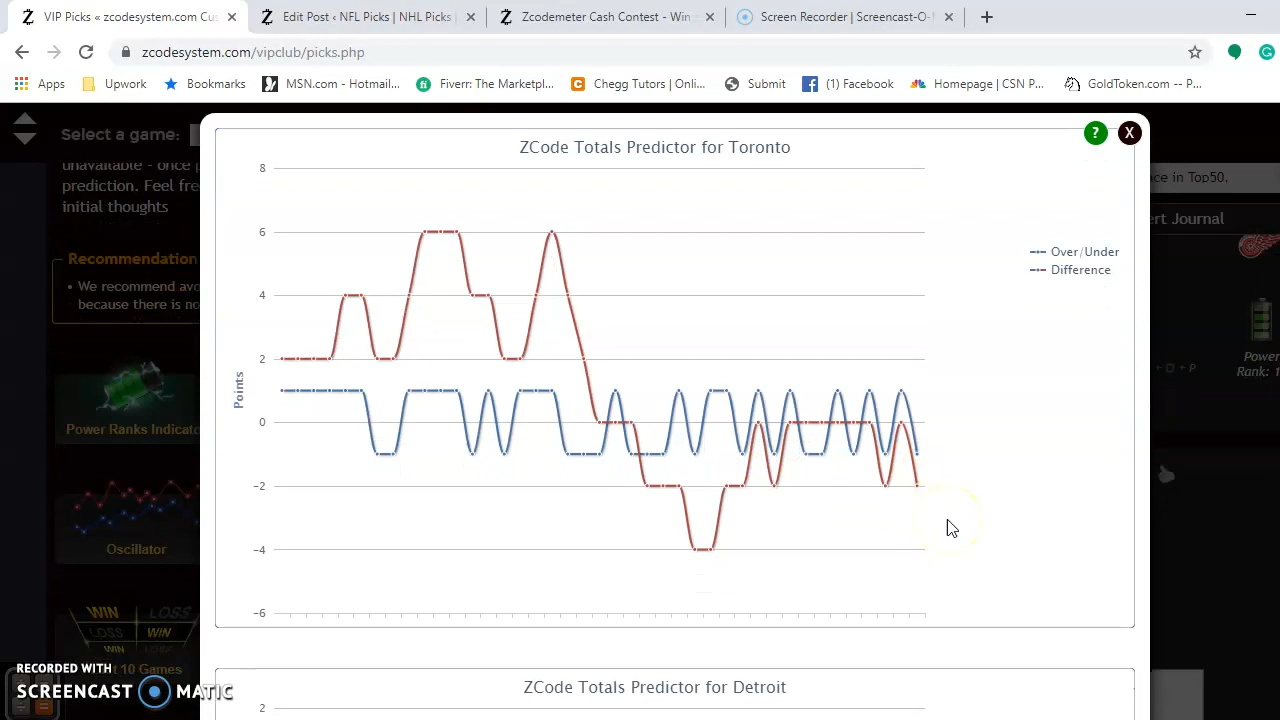 VIP Picks « zcodesystem.com Cus
Edit Post ‹ NFL Picks | NHL Picks |
Zcodemeter Cash Contest - Win:
Screen Recorder | Screencast-O-
zcodesystem.com/vipclub/picks.php
Apps
Upwork
Bookmarks
MSN.com - Hotmail...
fi
Fiverr: The Marketpl...
Chegg Tutors | Onli...
Submit
(1) Facebook
Homepage | CSN P...
GoldToken.com -- P...
Select a game:
unavailable - once
prediction. Feel fre
initial thoughts
Recommendation
• We recommend avo
because there is no
Power Ranks Indicato
Oscillator
WIN LOSS
LOSS WIN
WIN
10 Games
RECORDED WITH
SCREENCAST MATIC
ZCode Totals Predictor for Toronto
?
X
8
6
4
2
0
-2
-4
-6
Points
Over/Under
Difference
ZCode Totals Predictor for Detroit
2
ace in Top50,
ert Journal
Power
Rank: 1
- O - P